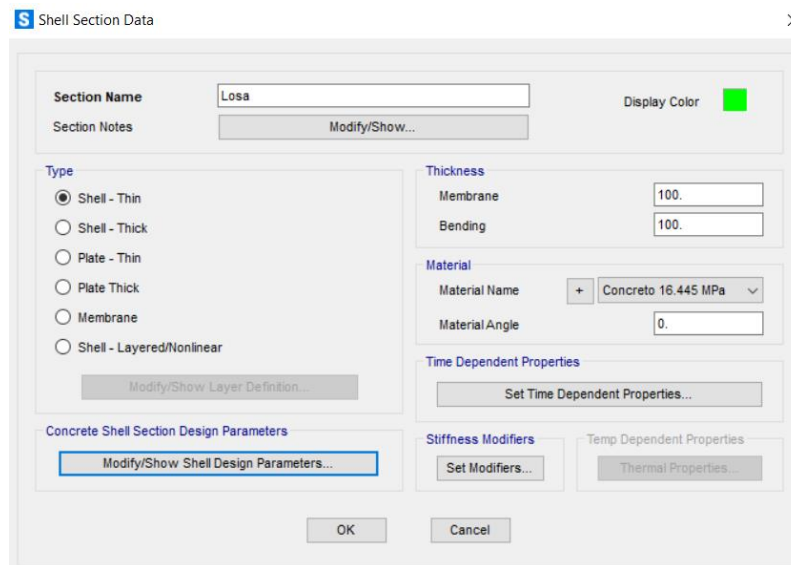 S Shell Section Data
Section Name Losa
Display Color
Section Notes Modify/Show...
Type
Shell - Thin
Shell - Thick
Plate - Thin
Plate Thick
Membrane
Shell - Layered/Nonlinear
Modify/Show Layer Definition...
Concrete Shell Section Design Parameters
Modify/Show Shell Design Parameters...
Thickness
Membrane 100.
Bending 100.
Material
Material Name + Concreto 16.445 MPa
Material Angle 0.
Time Dependent Properties
Set Time Dependent Properties...
Stiffness Modifiers
Set Modifiers...
Temp Dependent Properties
Thermal Properties...
OK
Cancel